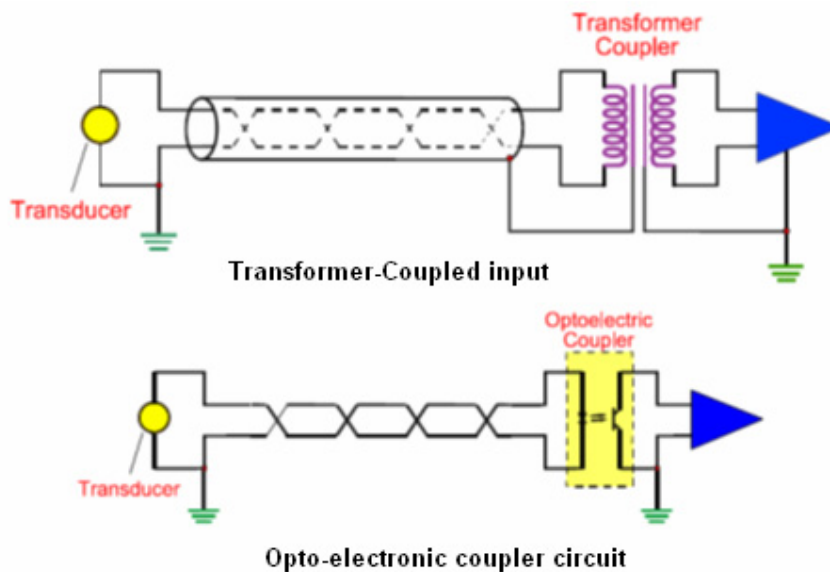 Transformer
Coupler
Transducer
Transformer-Coupled input
Optoelectric
Coupler
Transducer
Opto-electronic coupler circuit